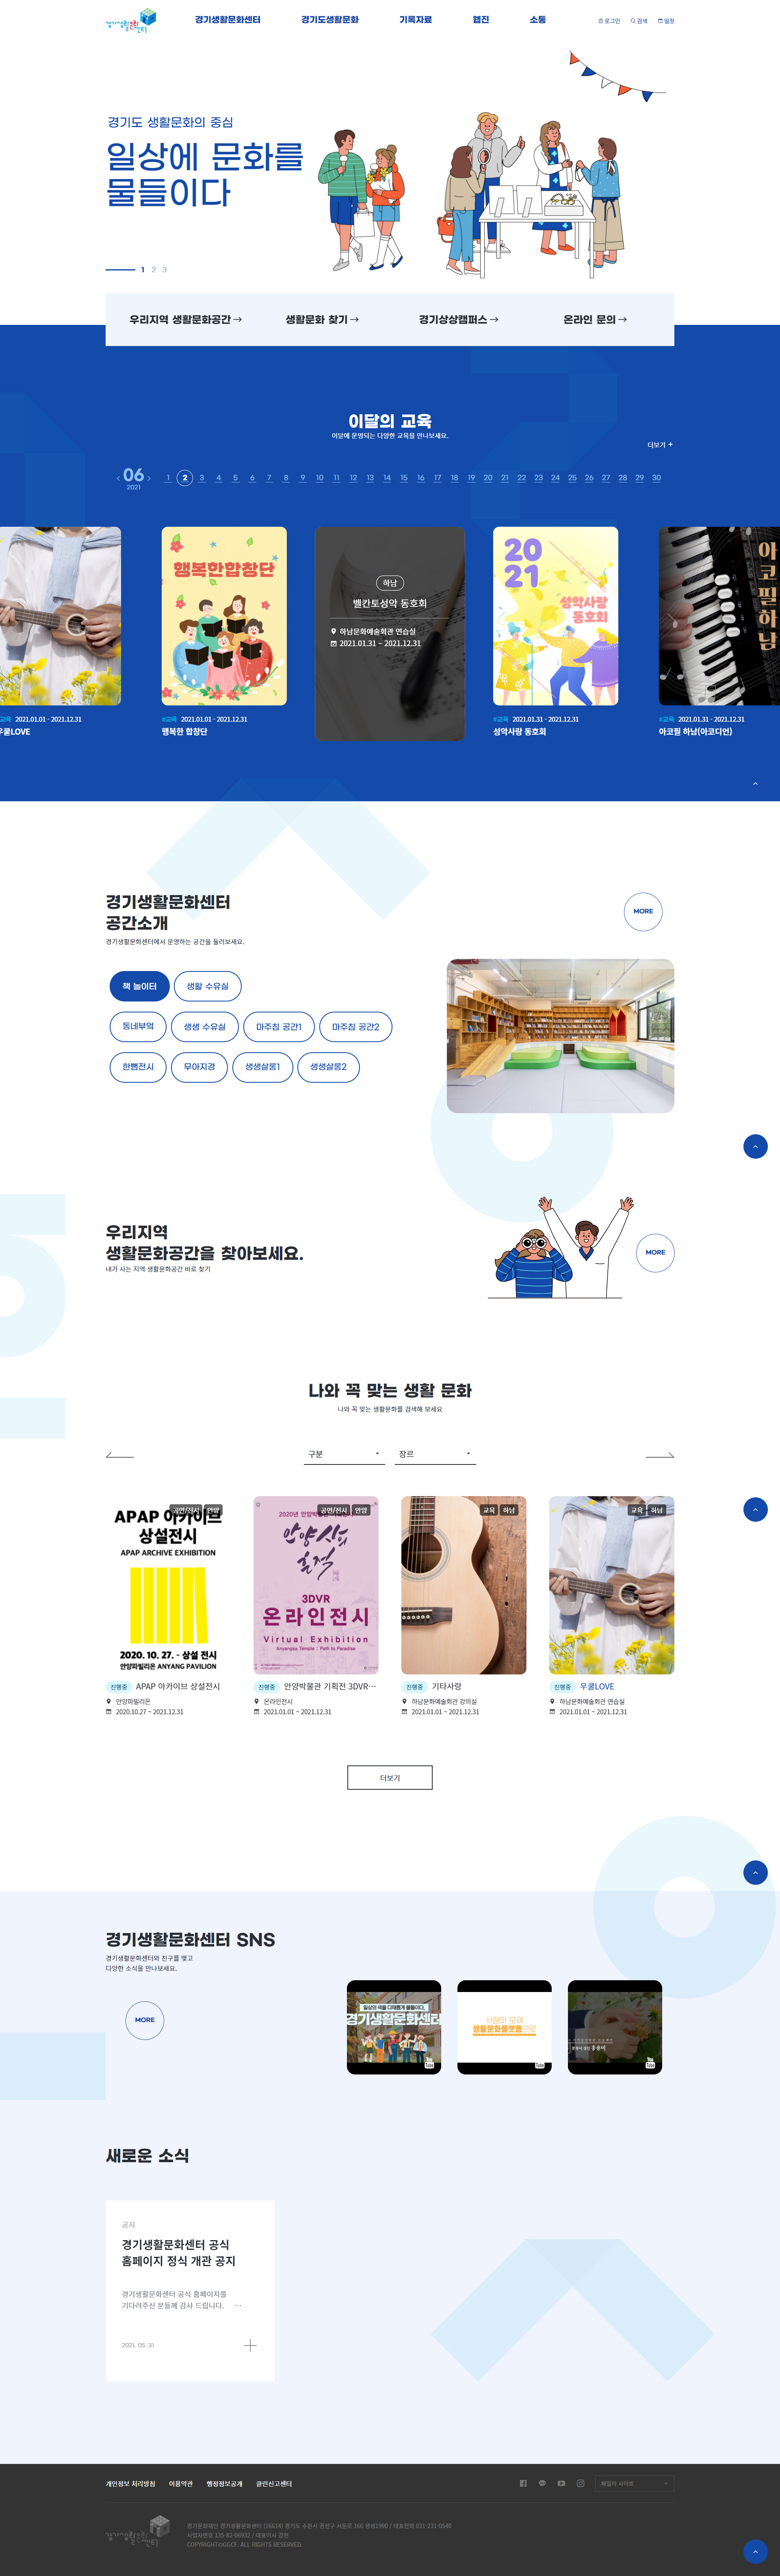 경기생활문화센터
경기생활문화센터 경기도생활문화 기록자료 웹진 소통 로그인 검색 일정
경기도 생활문화의 중심
일상에 문화를
물들이다
1 2 3
우리지역 생활문화공간→ 생활문화 찾기→ 경기상상캠퍼스→ 온라인 문의→
이달의 교육
이달에 운영되는 다양한 교육을 만나보세요.
더보기 +
06
2021
1 2 3 4 5 6 7 8 9 10 11 12 13 14 15 16 17 18 19 20 21 22 23 24 25 26 27 28 29 30
행복한합창단
하남
벨칸토성악 동호회
하남문화예술회관 연습실
2021.01.31 ~ 2021.12.31
2021
성악사랑
동호회
아코필하남
#교육 2021.01.01 - 2021.12.31
우쿨LOVE
#교육 2021.01.01 - 2021.12.31
행복한 합창단
#교육 2021.01.31 - 2021.12.31
성악사랑 동호회
#교육 2021.01.31 - 2021.12.31
아코필 하남(아코디언)
경기생활문화센터
공간소개
경기생활문화센터에서 운영하는 공간을 둘러보세요.
MORE
책 놀이터 생활 수유실
동네부엌 생생 수유실 마주침 공간1 마주침 공간2
한뼘전시 무아지경 생생살롱1 생생살롱2
우리지역
생활문화공간을 찾아보세요.
내가 사는 지역 생활문화공간 바로 찾기
MORE
나와 꼭 맞는 생활 문화
나와 꼭 맞는 생활문화를 검색해 보세요
구분 장르
공연/전시 안양
APAP 아카이브
상설전시
APAP ARCHIVE EXHIBITION
2020. 10. 27. - 상설 전시
안양파빌리온 ANYANG PAVILION
진행중 APAP 아카이브 상설전시
안양파빌리온
2020.10.27 ~ 2021.12.31
공연/전시 안양
안양사의
흔적
3DVR
온라인전시
Virtual Exhibition
Anyangsa Temple : Path to Paradise
진행중 안양박물관 기획전 3DVR…
온라인전시
2021.01.01 ~ 2021.12.31
교육 하남
진행중 기타사랑
하남문화예술회관 강의실
2021.01.01 ~ 2021.12.31
교육 하남
진행중 우쿨LOVE
하남문화예술회관 연습실
2021.01.01 ~ 2021.12.31
더보기
경기생활문화센터 SNS
경기생활문화센터와 친구를 맺고
다양한 소식을 만나보세요.
MORE
일상의 색을 다채롭게 물들이다,
경기생활문화센터
사람이 모여
생활문화플랫폼으로
새로운 소식
공지
경기생활문화센터 공식
홈페이지 정식 개관 공지
경기생활문화센터 공식 홈페이지를
기다려주신 분들께 감사 드립니다. …
2021. 05. 31
개인정보 처리방침 이용약관 행정정보공개 클린신고센터
패밀리 사이트
경기생활문화센터
경기문화재단 경기생활문화센터 (16614) 경기도 수원시 권선구 서둔로 166 생생1990 / 대표전화 031-231-0540
사업자번호 135-82-06932 / 대표이사 강헌
COPYRIGHT©GGCF. ALL RIGHTS RESERVED.